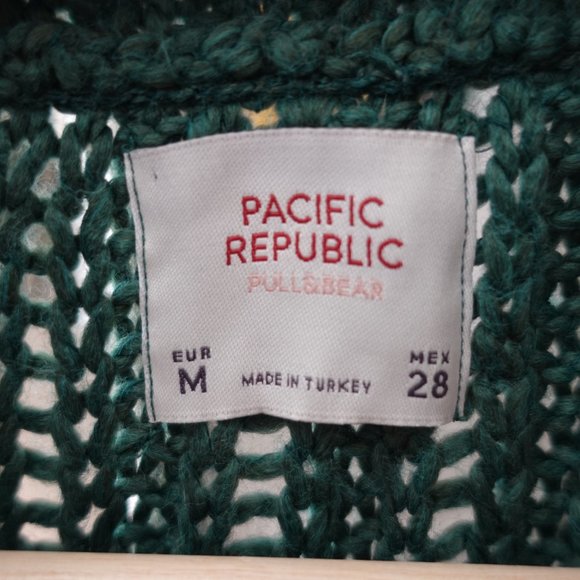 PACIFIC
REPUBLIC
PULL&BEAR
EUR MEX
M MADE IN TURKEY 28